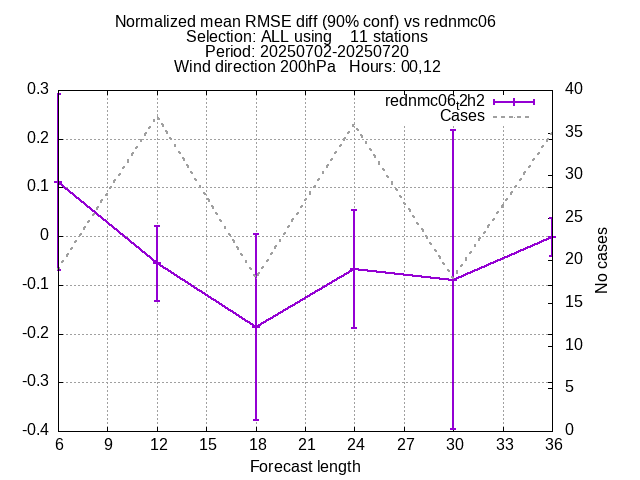 Normalized mean RMSE diff (90% conf) vs rednmc06
Selection: ALL using    11 stations
Period: 20250702-20250720
Wind direction 200hPa   Hours: 00,12
rednmc06,2h2
Cases
0.3
0.2
0.1
0
-0.1
-0.2
-0.3
-0.4
40
35
30
25
20
15
10
5
0
No cases
6 9 12 15 18 21 24 27 30 33 36
Forecast length